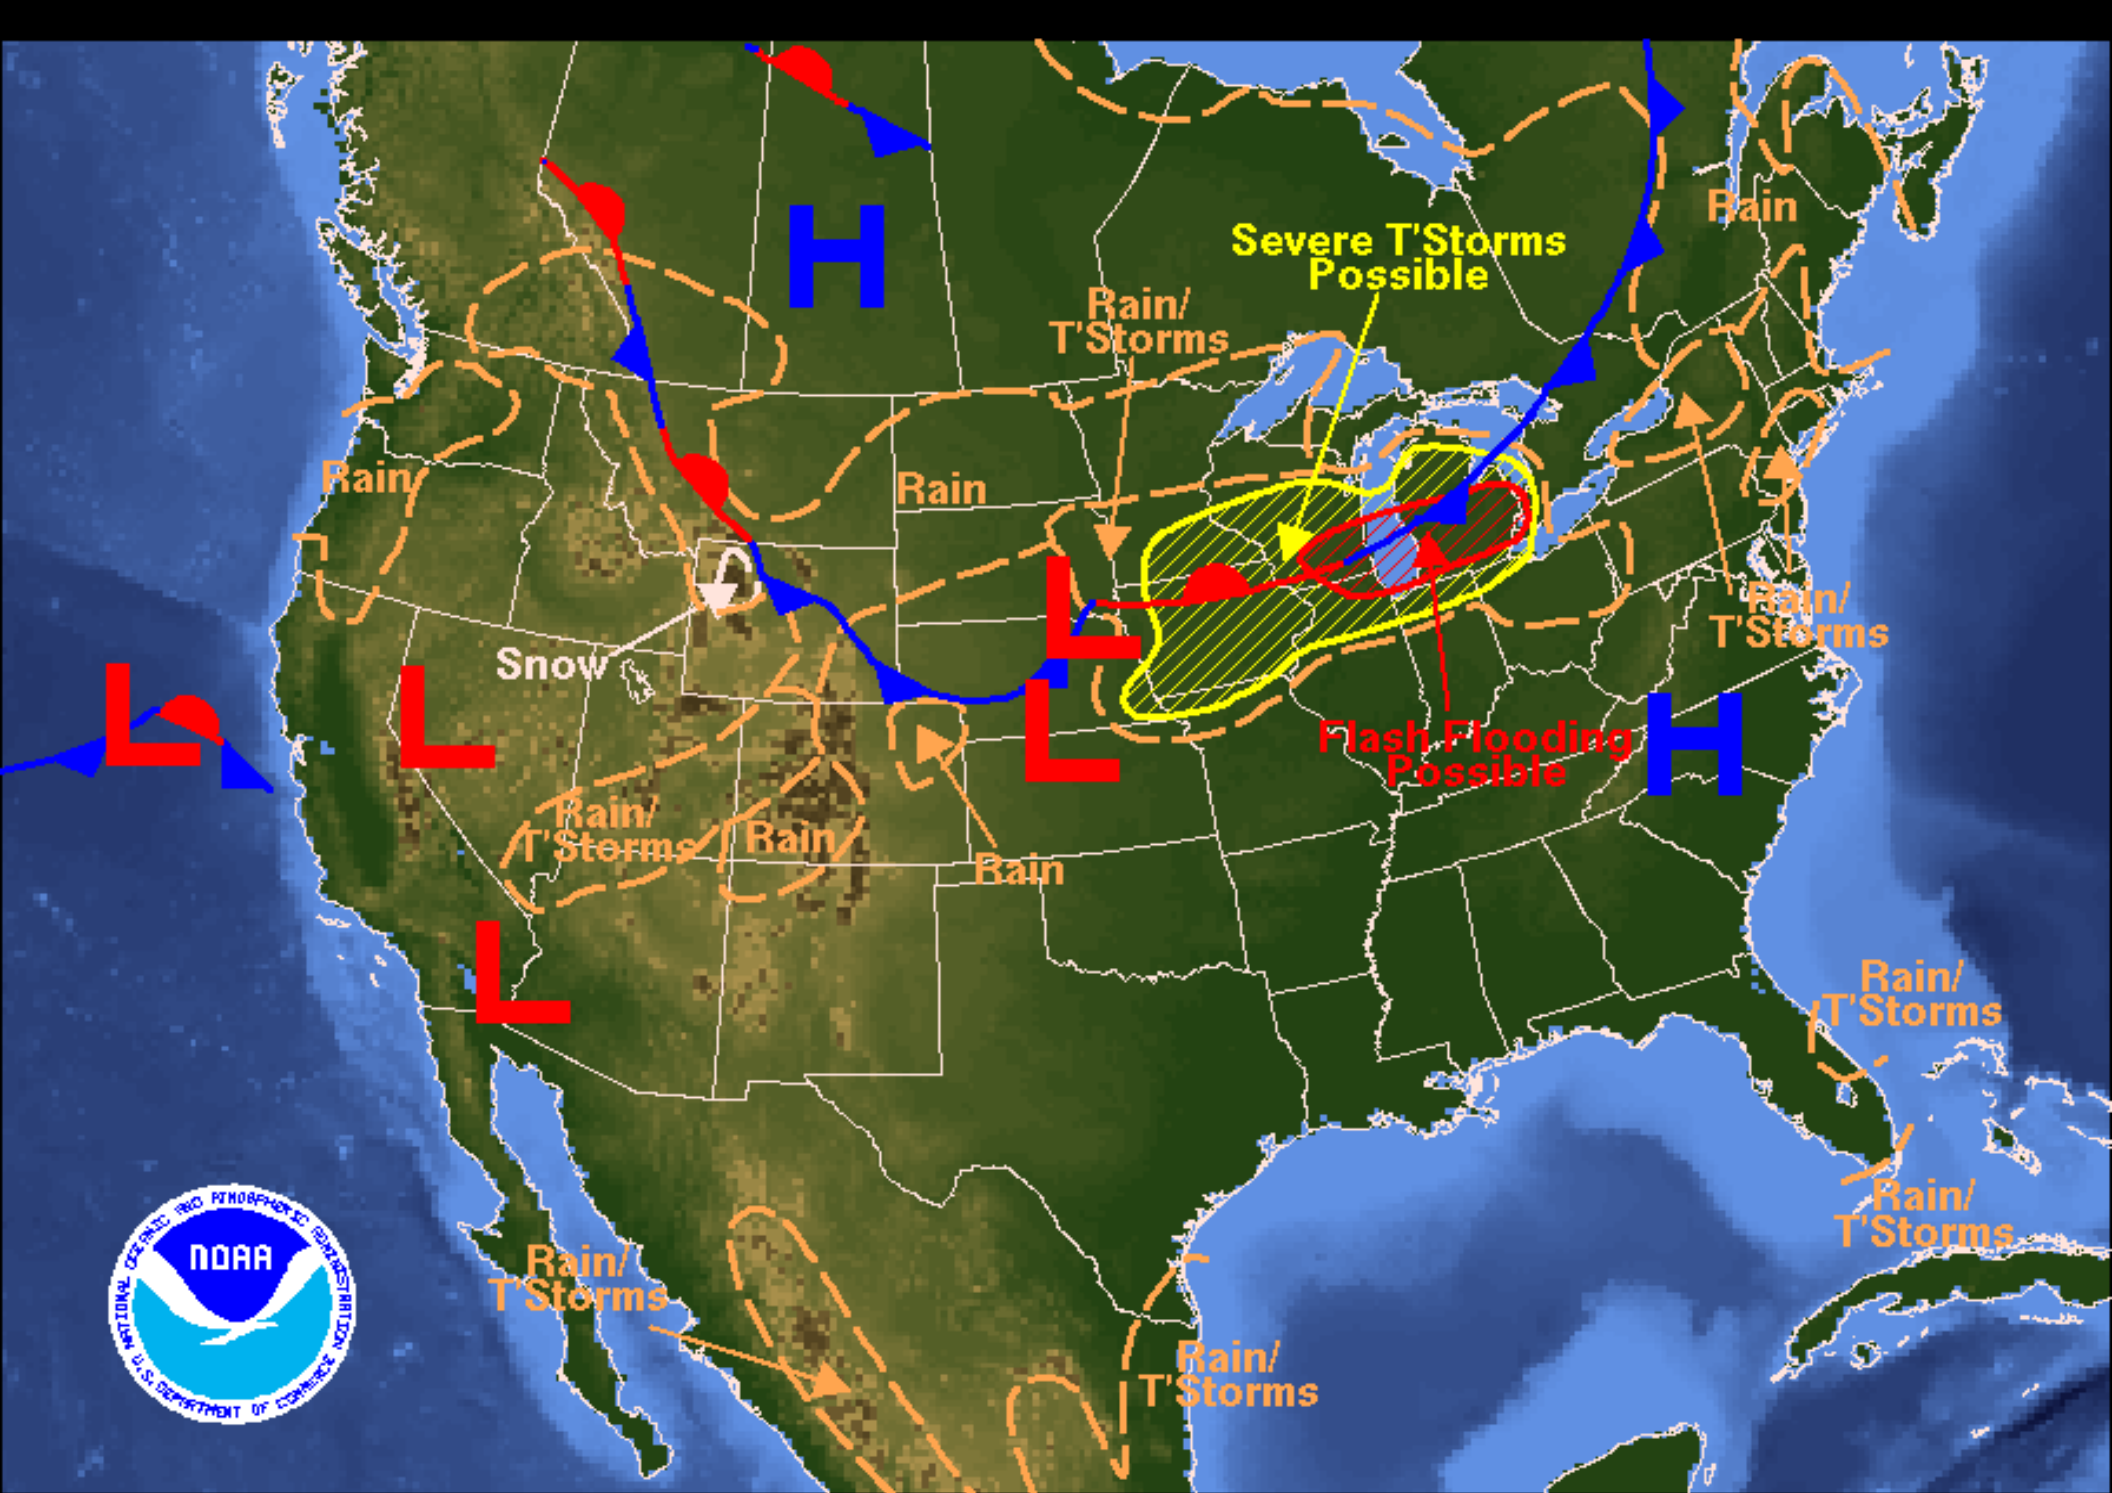 H
Rain
Severe T'Storms
Possible
Rain/
T'Storms
Rain
Rain
Snow
L
Rain/
T'Storms
L
L
L
H
Flash Flooding
Possible
Rain/
T'Storms
Rain
Rain
L
Rain/
T'Storms
Rain/
T'Storms
Rain/
T'Storms
Rain/
T'Storms
NOAA
NATIONAL OCEANIC AND ATMOSPHERIC ADMINISTRATION
U.S. DEPARTMENT OF COMMERCE